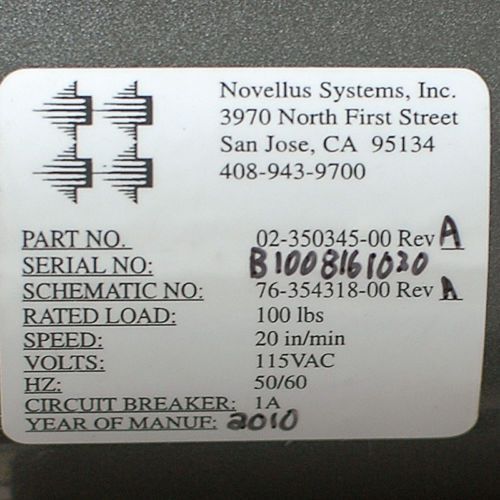 Novellus Systems, Inc.
3970 North First Street
San Jose, CA 95134
408-943-9700
PART NO. 02-350345-00 Rev A
SERIAL NO: B1008161020
SCHEMATIC NO: 76-354318-00 Rev A
RATED LOAD: 100 lbs
SPEED: 20 in/min
VOLTS: 115VAC
HZ: 50/60
CIRCUIT BREAKER: 1A
YEAR OF MANUF: 2010